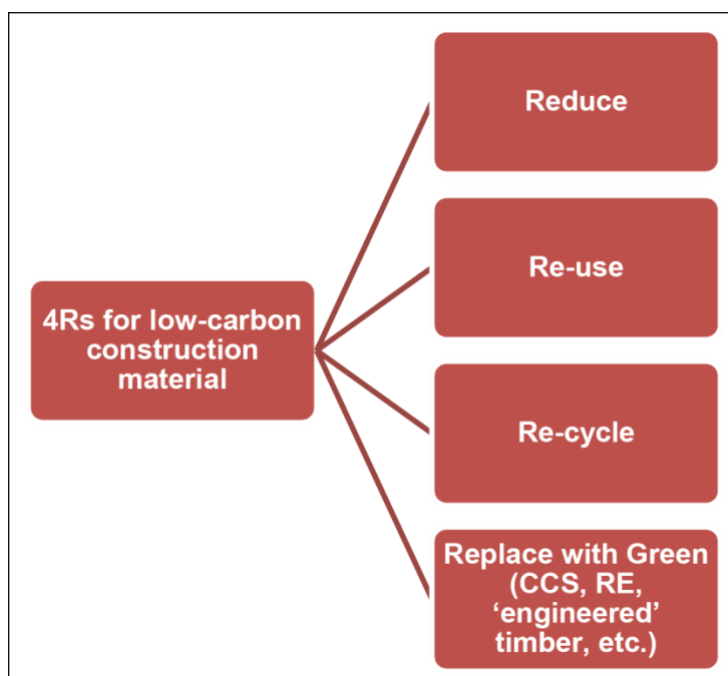 Reduce
Re-use
4Rs for low-carbon
construction
material
Re-cycle
Replace with Green
(CCS, RE,
‘engineered’
timber, etc.)